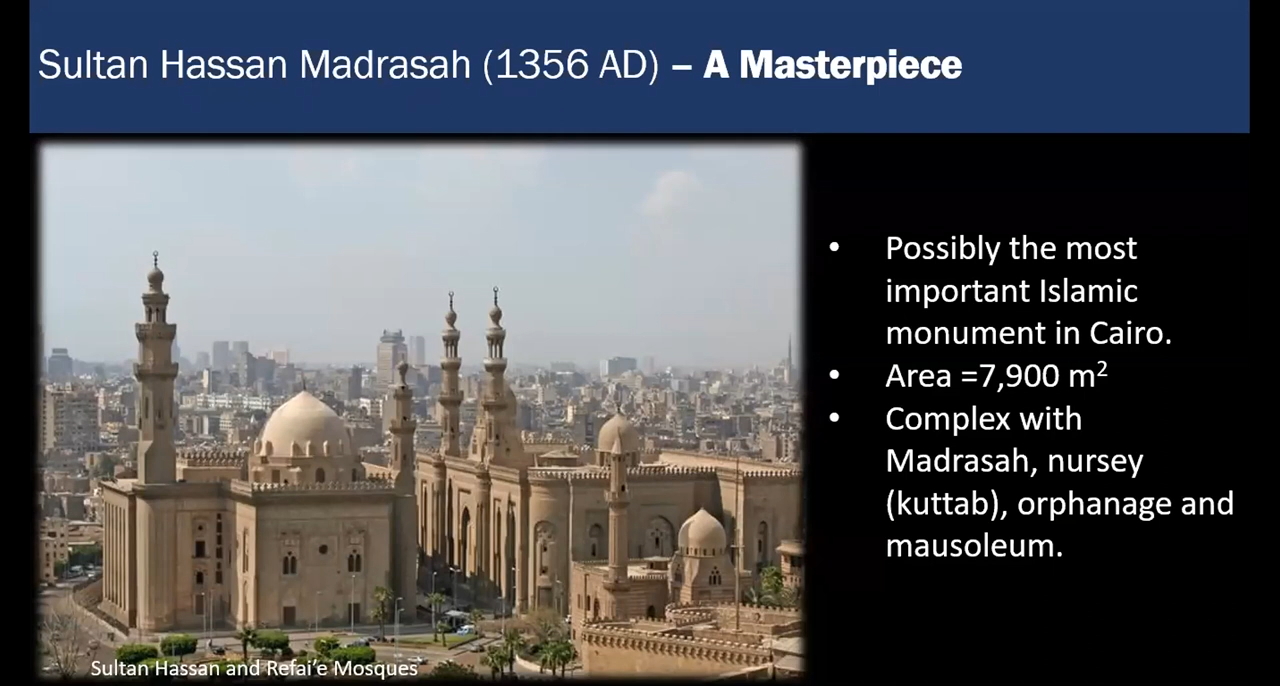 Sultan Hassan Madrasah (1356 AD) – A Masterpiece
• Possibly the most
important Islamic
monument in Cairo.
• Area =7,900 m²
• Complex with
Madrasah, nursey
(kuttab), orphanage and
mausoleum.
Sultan Hassan and Refai’e Mosques